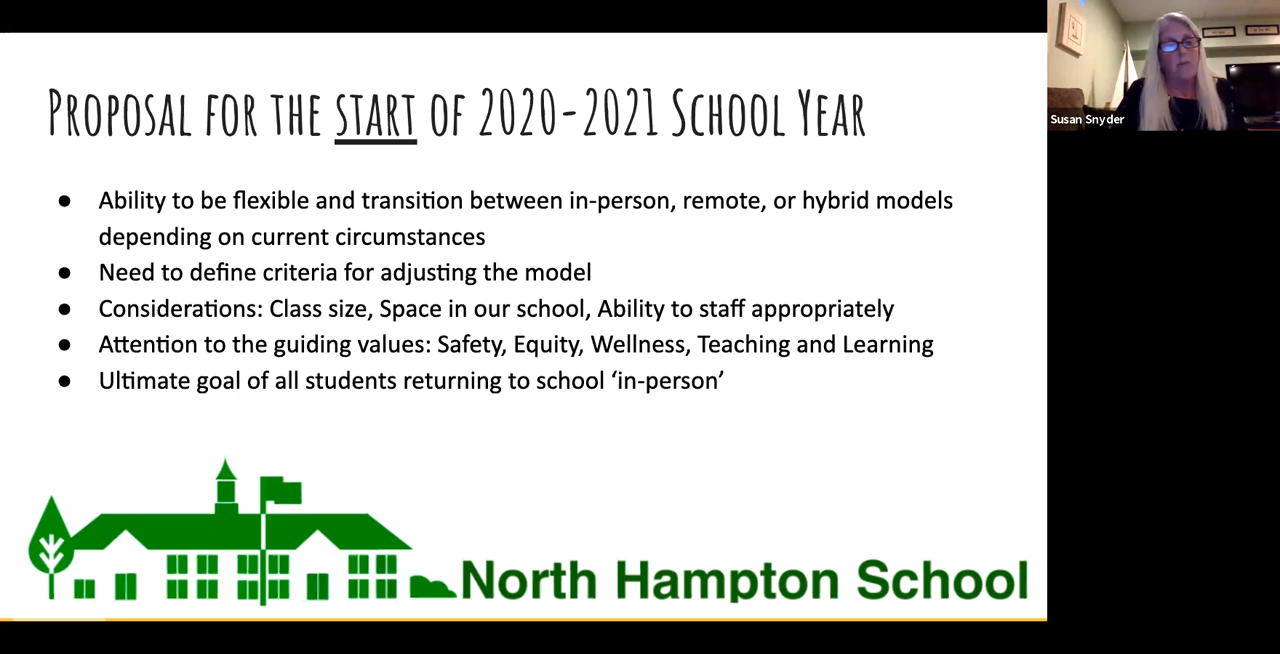 Proposal for the start of 2020-2021 School Year
● Ability to be flexible and transition between in-person, remote, or hybrid models
depending on current circumstances
● Need to define criteria for adjusting the model
● Considerations: Class size, Space in our school, Ability to staff appropriately
● Attention to the guiding values: Safety, Equity, Wellness, Teaching and Learning
● Ultimate goal of all students returning to school ‘in-person’
North Hampton School
Susan Snyder